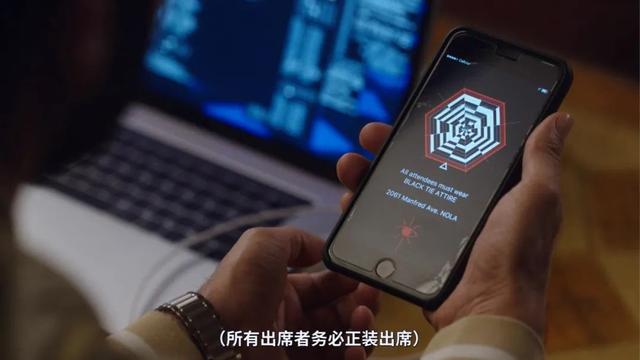 All attendees must wear
BLACK TIE ATTIRE
2061 Manfred Ave, NOLA
（所有出席者务必正装出席）